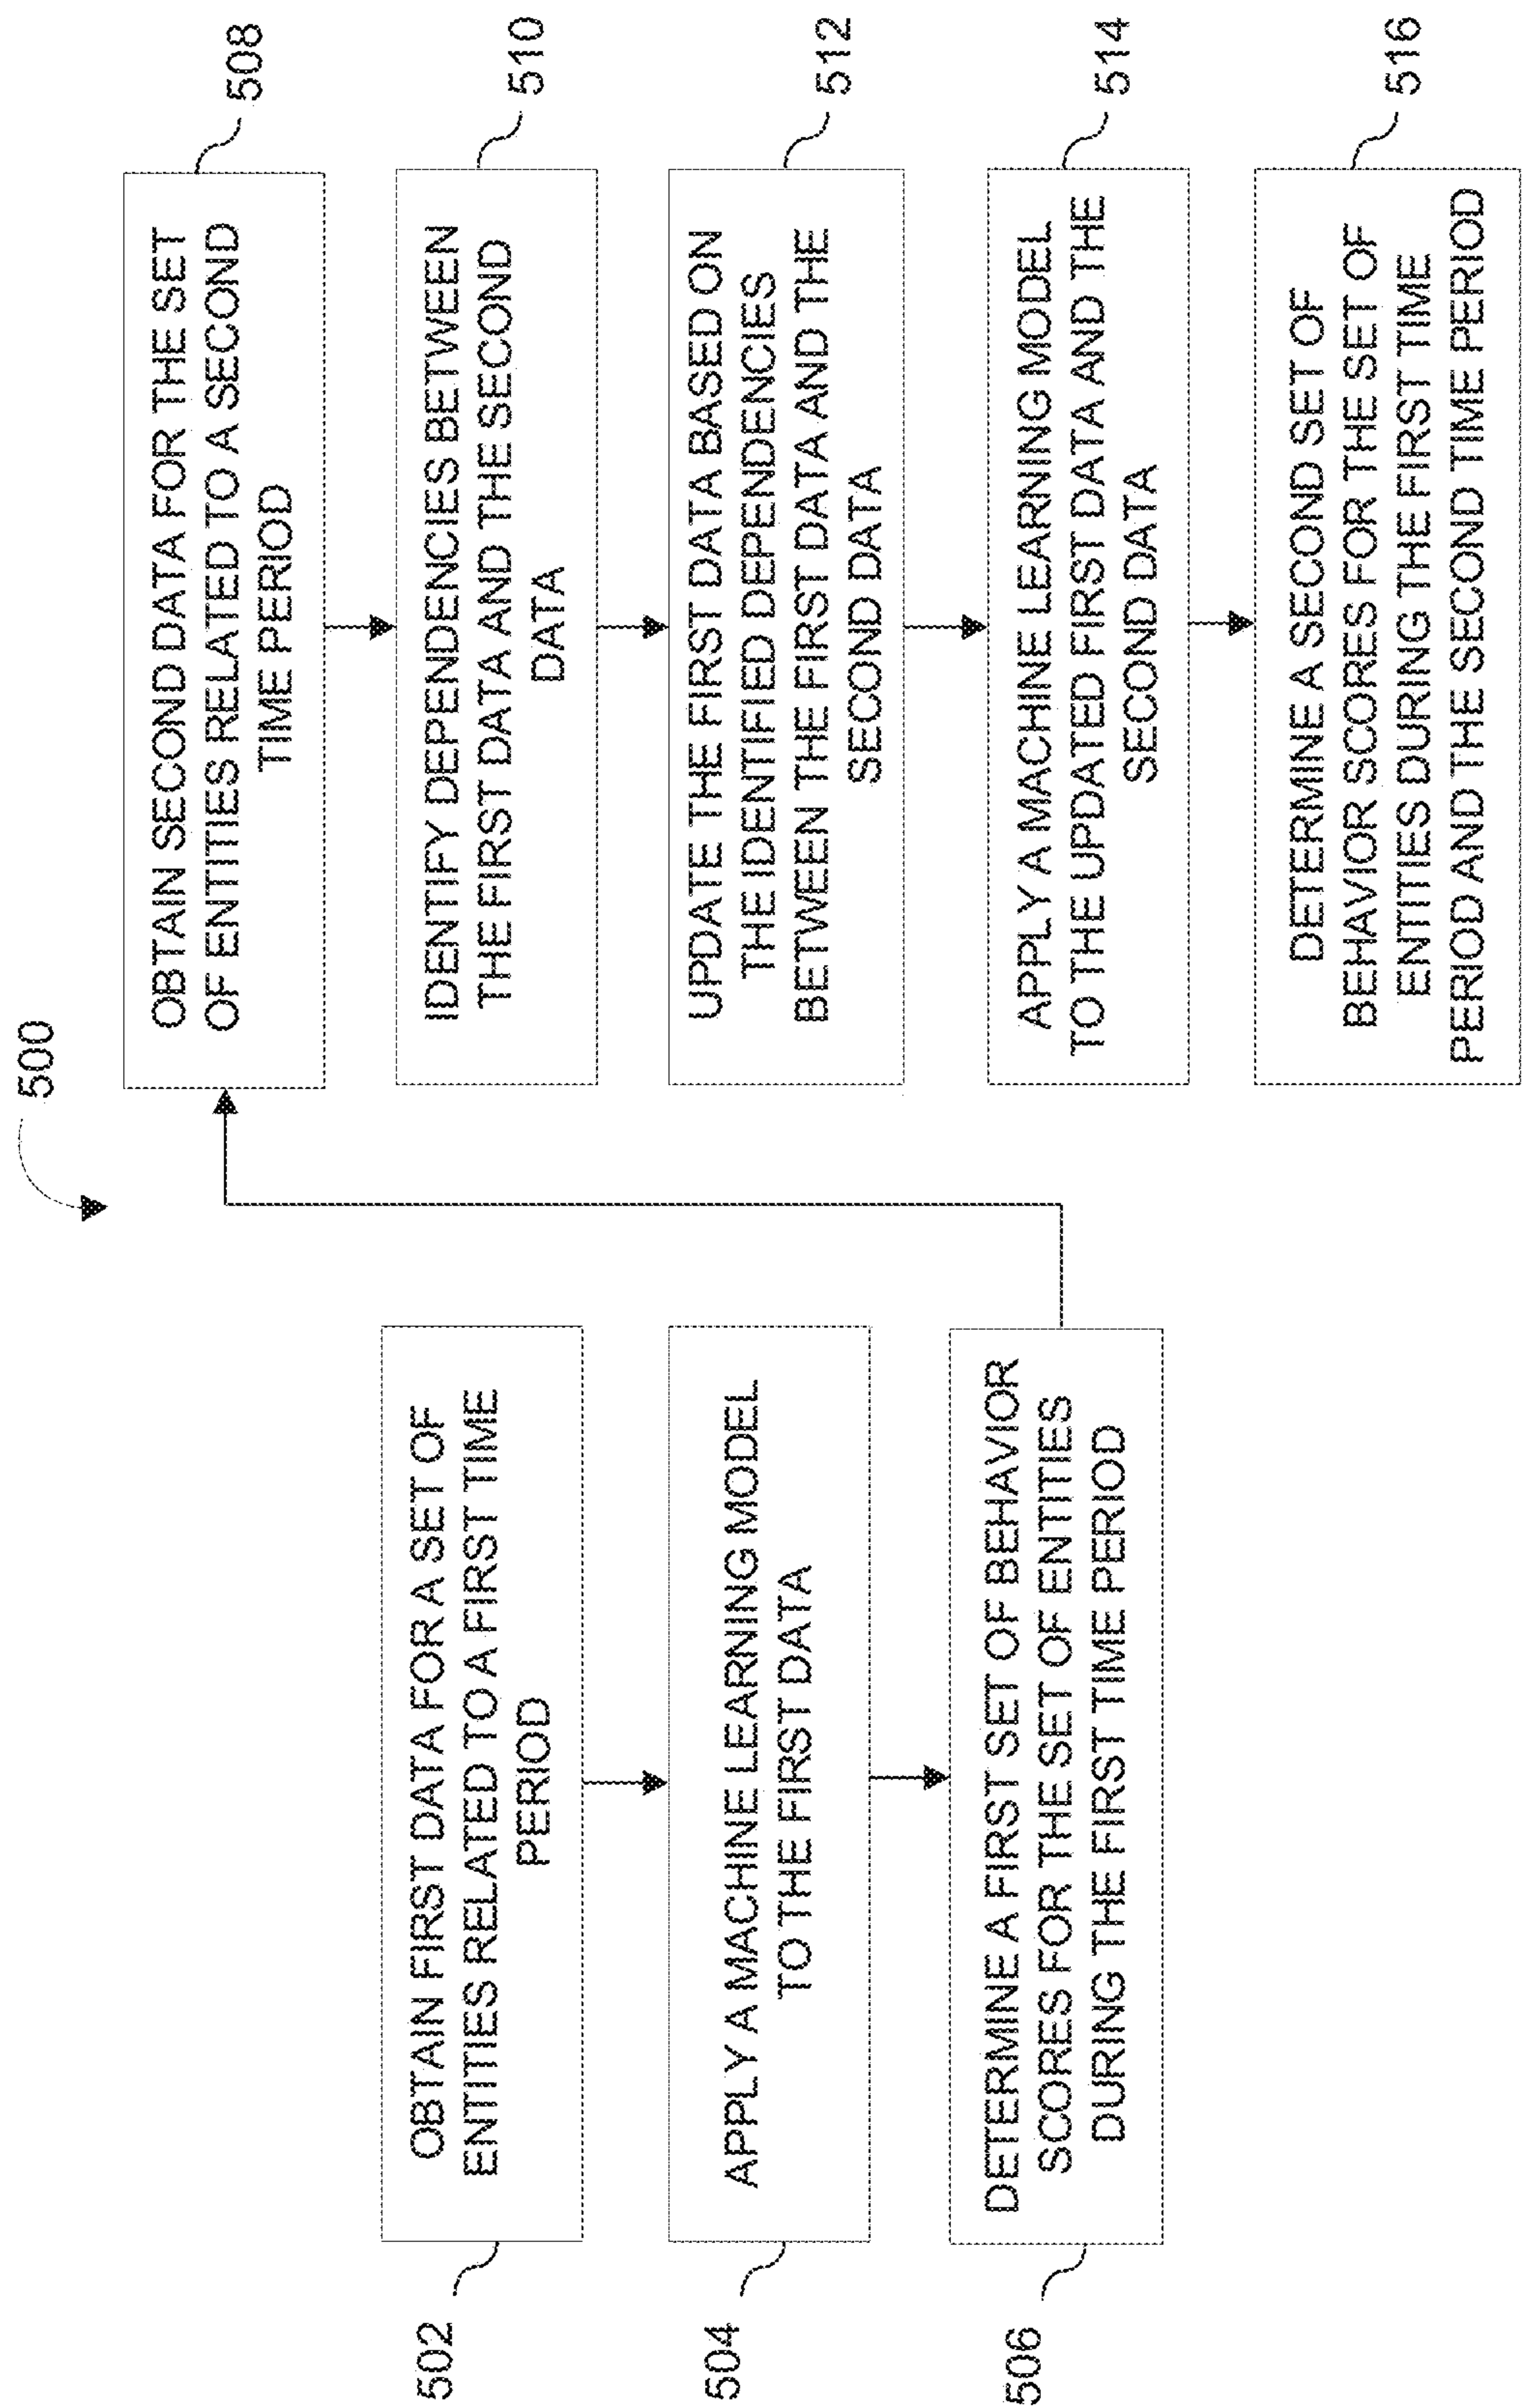 500
502
OBTAIN FIRST DATA FOR A SET OF
ENTITIES RELATED TO A FIRST TIME
PERIOD
504
APPLY A MACHINE LEARNING MODEL
TO THE FIRST DATA
506
DETERMINE A FIRST SET OF BEHAVIOR
SCORES FOR THE SET OF ENTITIES
DURING THE FIRST TIME PERIOD
OBTAIN SECOND DATA FOR THE SET
OF ENTITIES RELATED TO A SECOND
TIME PERIOD
508
IDENTIFY DEPENDENCIES BETWEEN
THE FIRST DATA AND THE SECOND
DATA
510
UPDATE THE FIRST DATA BASED ON
THE IDENTIFIED DEPENDENCIES
BETWEEN THE FIRST DATA AND THE
SECOND DATA
512
APPLY A MACHINE LEARNING MODEL
TO THE UPDATED FIRST DATA AND THE
SECOND DATA
514
DETERMINE A SECOND SET OF
BEHAVIOR SCORES FOR THE SET OF
ENTITIES DURING THE FIRST TIME
PERIOD AND THE SECOND TIME PERIOD
516